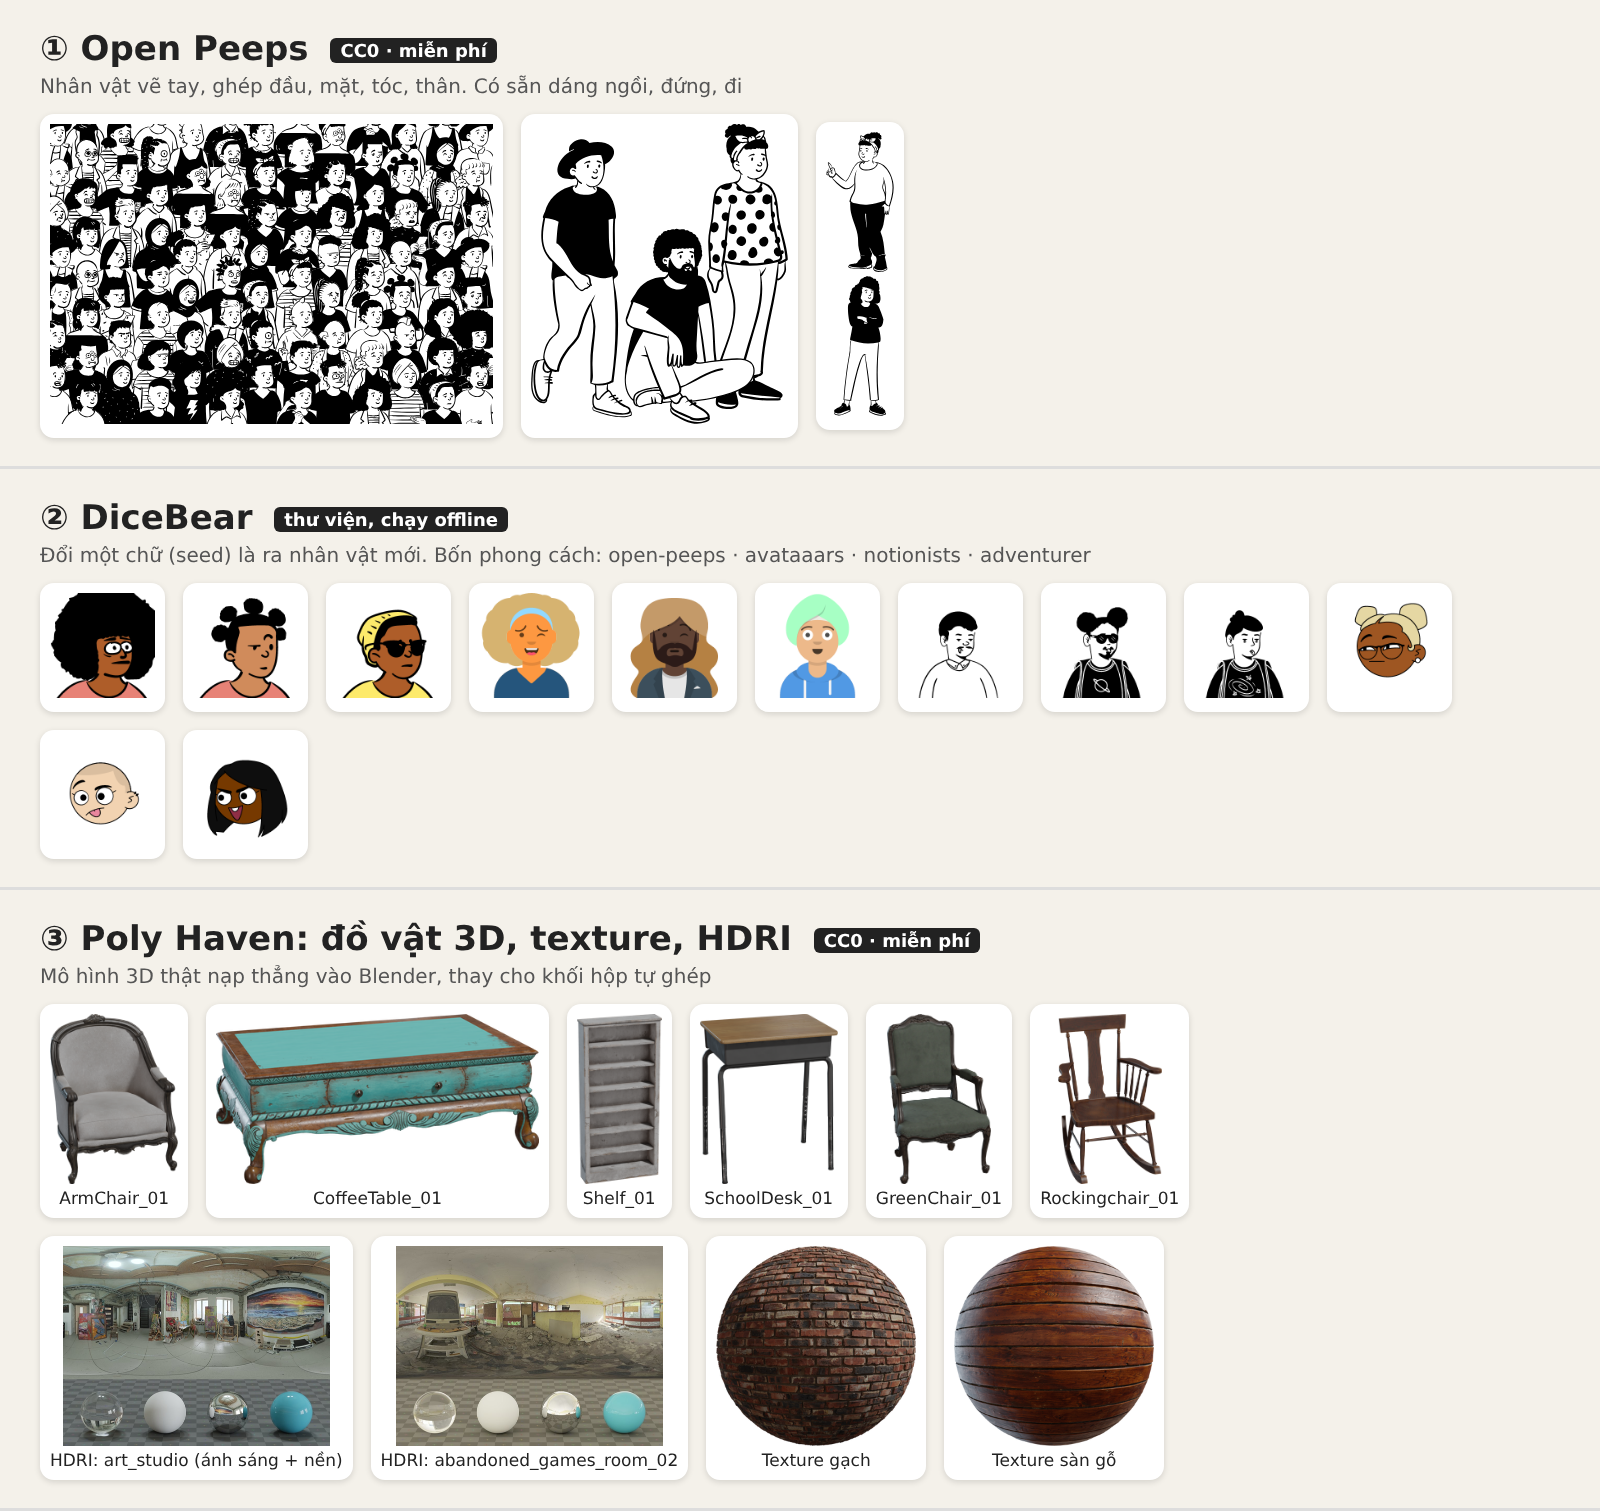 ① Open Peeps CC0 · miễn phí
Nhân vật vẽ tay, ghép đầu, mặt, tóc, thân. Có sẵn dáng ngồi, đứng, đi
② DiceBear thư viện, chạy offline
Đổi một chữ (seed) là ra nhân vật mới. Bốn phong cách: open-peeps · avataaars · notionists · adventurer
③ Poly Haven: đồ vật 3D, texture, HDRI CC0 · miễn phí
Mô hình 3D thật nạp thẳng vào Blender, thay cho khối hộp tự ghép
ArmChair_01
CoffeeTable_01
Shelf_01
SchoolDesk_01
GreenChair_01
Rockingchair_01
HDRI: art_studio (ánh sáng + nền)
HDRI: abandoned_games_room_02
Texture gạch
Texture sàn gỗ